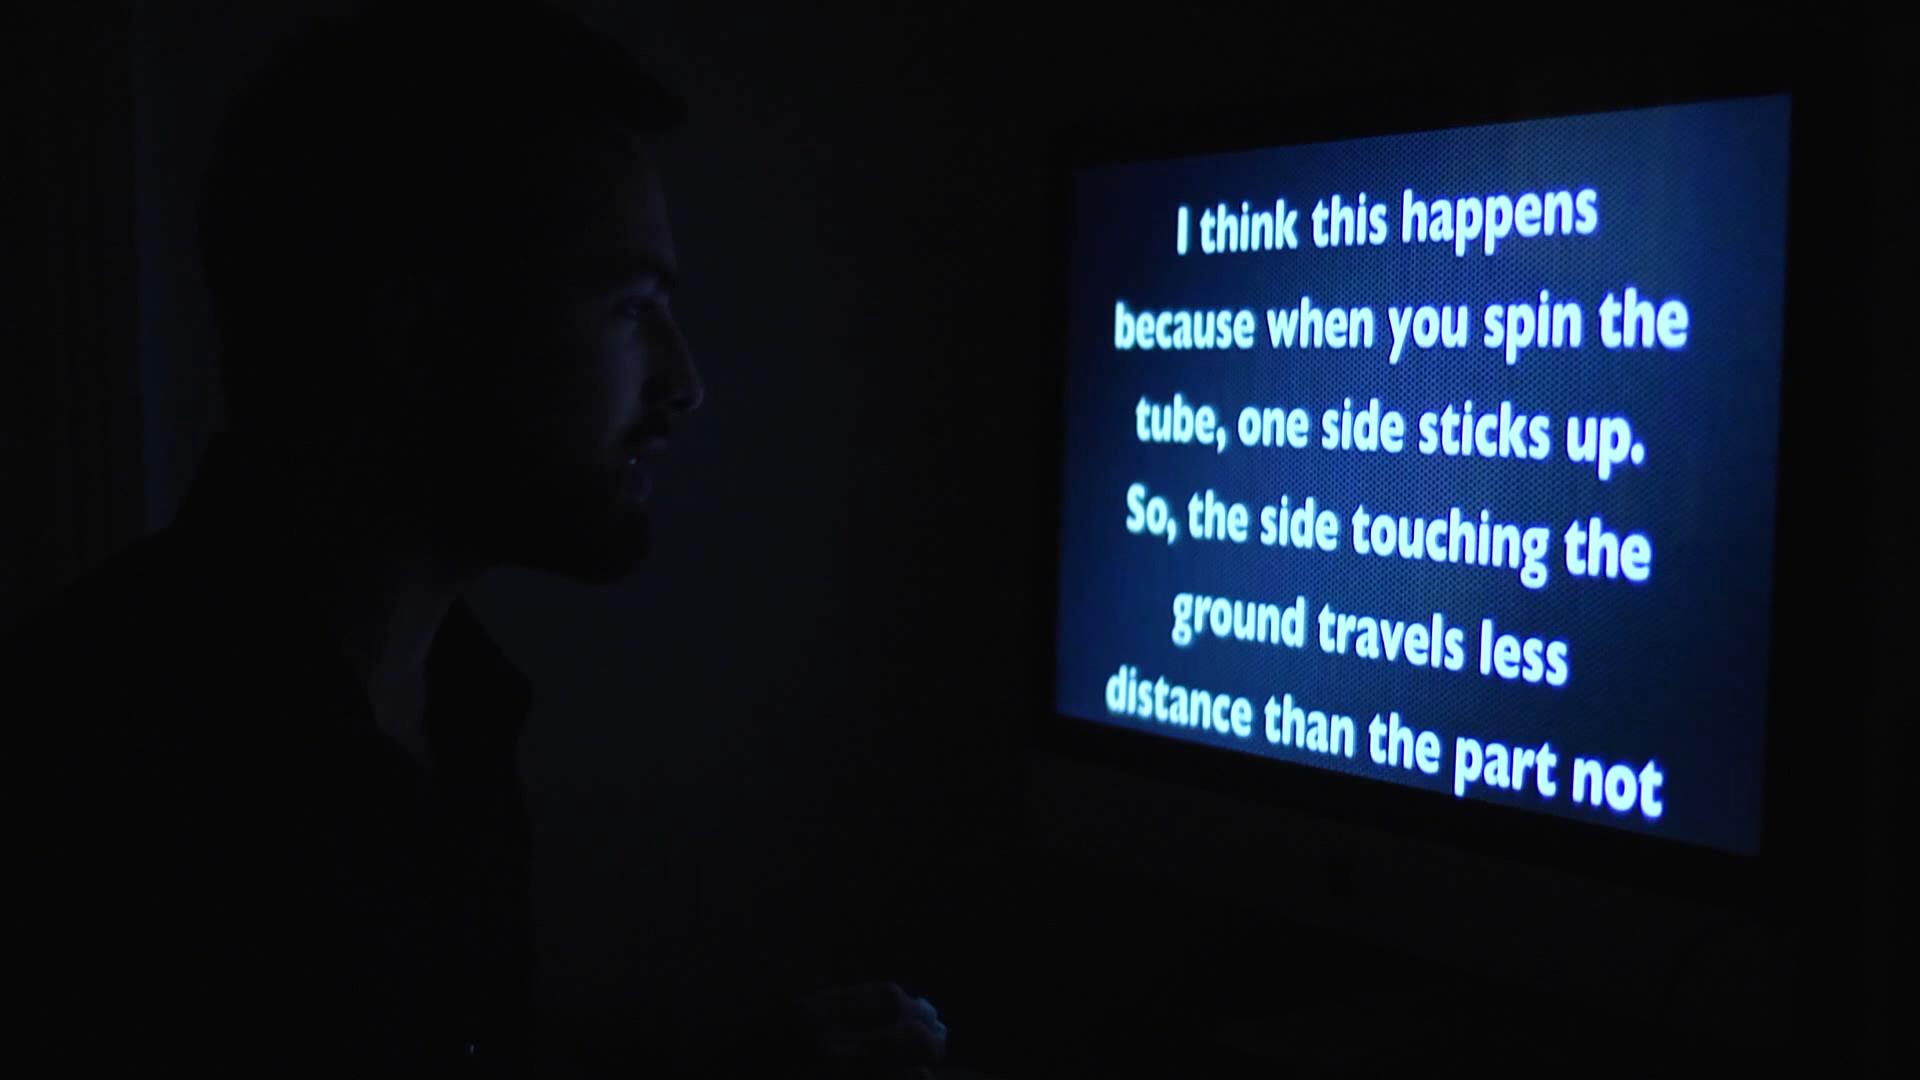 I think this happens
because when you spin the
tube, one side sticks up.
So, the side touching the
ground travels less
distance than the part not